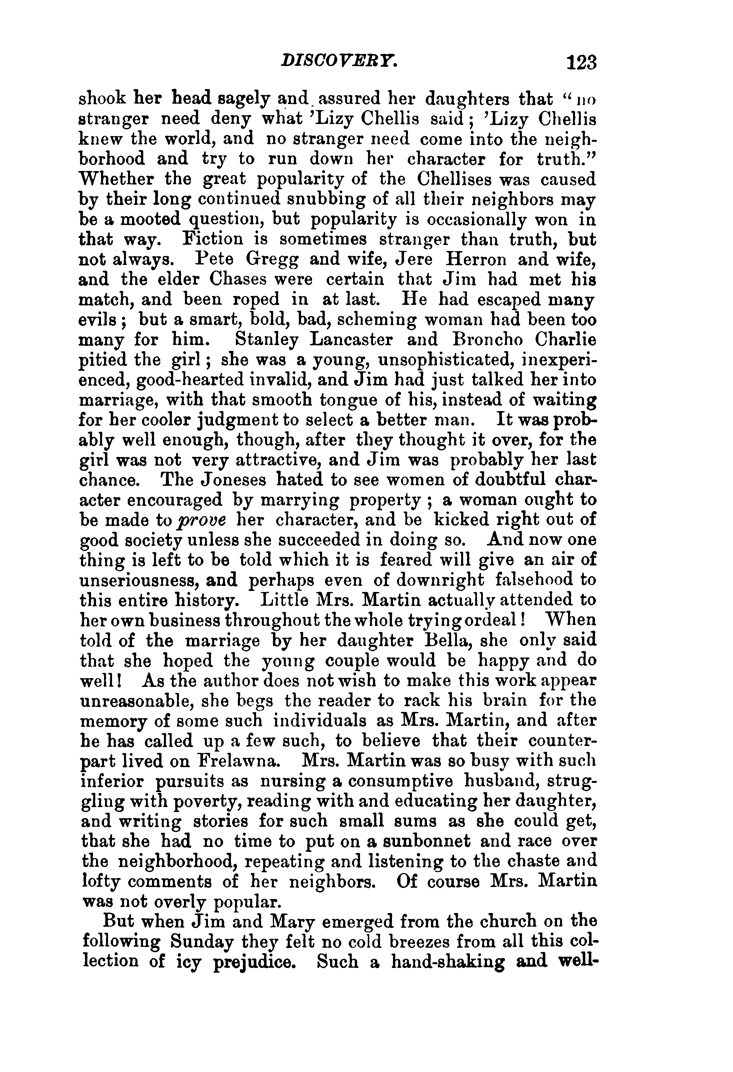 DISCOVERY. 123
shook her head sagely and assured her daughters that “no
stranger need deny what ’Lizy Chellis said; ’Lizy Chellis
knew the world, and no stranger need come into the neigh-
borhood and try to run down her character for truth.”
Whether the great popularity of the Chellises was caused
by their long continued snubbing of all their neighbors may
be a mooted question, but popularity is occasionally won in
that way. Fiction is sometimes stranger than truth, but
not always. Pete Gregg and wife, Jere Herron and wife,
and the elder Chases were certain that Jim had met his
match, and been roped in at last. He had escaped many
evils; but a smart, bold, bad, scheming woman had been too
many for him. Stanley Lancaster and Broncho Charlie
pitied the girl; she was a young, unsophisticated, inexperi-
enced, good-hearted invalid, and Jim had just talked her into
marriage, with that smooth tongue of his, instead of waiting
for her cooler judgment to select a better man. It was prob-
ably well enough, though, after they thought it over, for the
girl was not very attractive, and Jim was probably her last
chance. The Joneses hated to see women of doubtful char-
acter encouraged by marrying property; a woman ought to
be made to prove her character, and be kicked right out of
good society unless she succeeded in doing so. And now one
thing is left to be told which it is feared will give an air of
unseriousness, and perhaps even of downright falsehood to
this entire history. Little Mrs. Martin actually attended to
her own business throughout the whole trying ordeal! When
told of the marriage by her daughter Bella, she only said
that she hoped the young couple would be happy and do
well! As the author does not wish to make this work appear
unreasonable, she begs the reader to rack his brain for the
memory of some such individuals as Mrs. Martin, and after
he has called up a few such, to believe that their counter-
part lived on Frelawna. Mrs. Martin was so busy with such
inferior pursuits as nursing a consumptive husband, strug-
gling with poverty, reading with and educating her daughter,
and writing stories for such small sums as she could get,
that she had no time to put on a sunbonnet and race over
the neighborhood, repeating and listening to the chaste and
lofty comments of her neighbors. Of course Mrs. Martin
was not overly popular.
But when Jim and Mary emerged from the church on the
following Sunday they felt no cold breezes from all this col-
lection of icy prejudice. Such a hand-shaking and well-